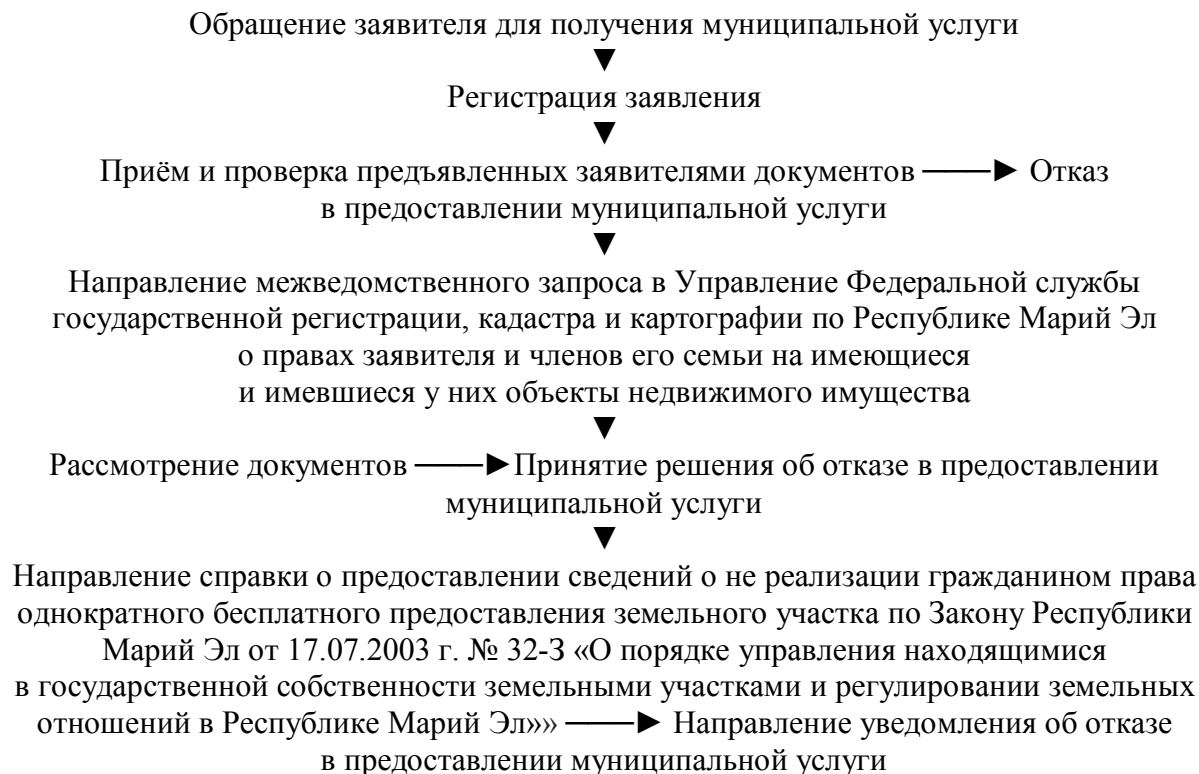 Обращение заявителя для получения муниципальной услуги
▼
Регистрация заявления
▼
Приём и проверка предъявленных заявителями документов ───► Отказ
в предоставлении муниципальной услуги
▼
Направление межведомственного запроса в Управление Федеральной службы
государственной регистрации, кадастра и картографии по Республике Марий Эл
о правах заявителя и членов его семьи на имеющиеся
и имевшиеся у них объекты недвижимого имущества
▼
Рассмотрение документов ───►Принятие решения об отказе в предоставлении
муниципальной услуги
▼
Направление справки о предоставлении сведений о не реализации гражданином права
однократного бесплатного предоставления земельного участка по Закону Республики
Марий Эл от 17.07.2003 г. № 32-З «О порядке управления находящимися
в государственной собственности земельными участками и регулировании земельных
отношений в Республике Марий Эл»» ───► Направление уведомления об отказе
в предоставлении муниципальной услуги